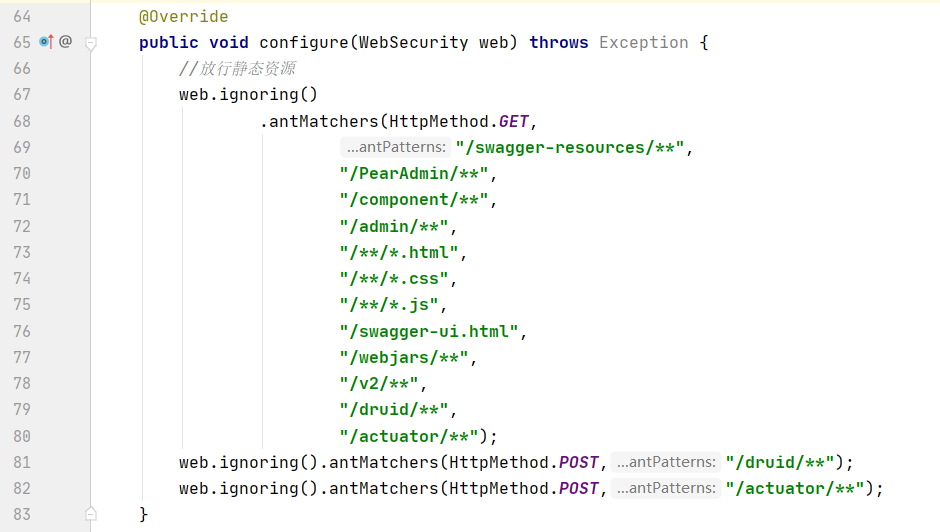 64 @Override
65 @ public void configure(WebSecurity web) throws Exception {
66 //放行静态资源
67 web.ignoring()
68 .antMatchers(HttpMethod.GET,
69 ...antPatterns: "/swagger-resources/**",
70 "/PearAdmin/**",
71 "/component/**",
72 "/admin/**",
73 "/**/*.html",
74 "/**/*.css",
75 "/**/*.js",
76 "/swagger-ui.html",
77 "/webjars/**",
78 "/v2/**",
79 "/druid/**",
80 "/actuator/**");
81 web.ignoring().antMatchers(HttpMethod.POST, ...antPatterns: "/druid/**");
82 web.ignoring().antMatchers(HttpMethod.POST, ...antPatterns: "/actuator/**");
83 }